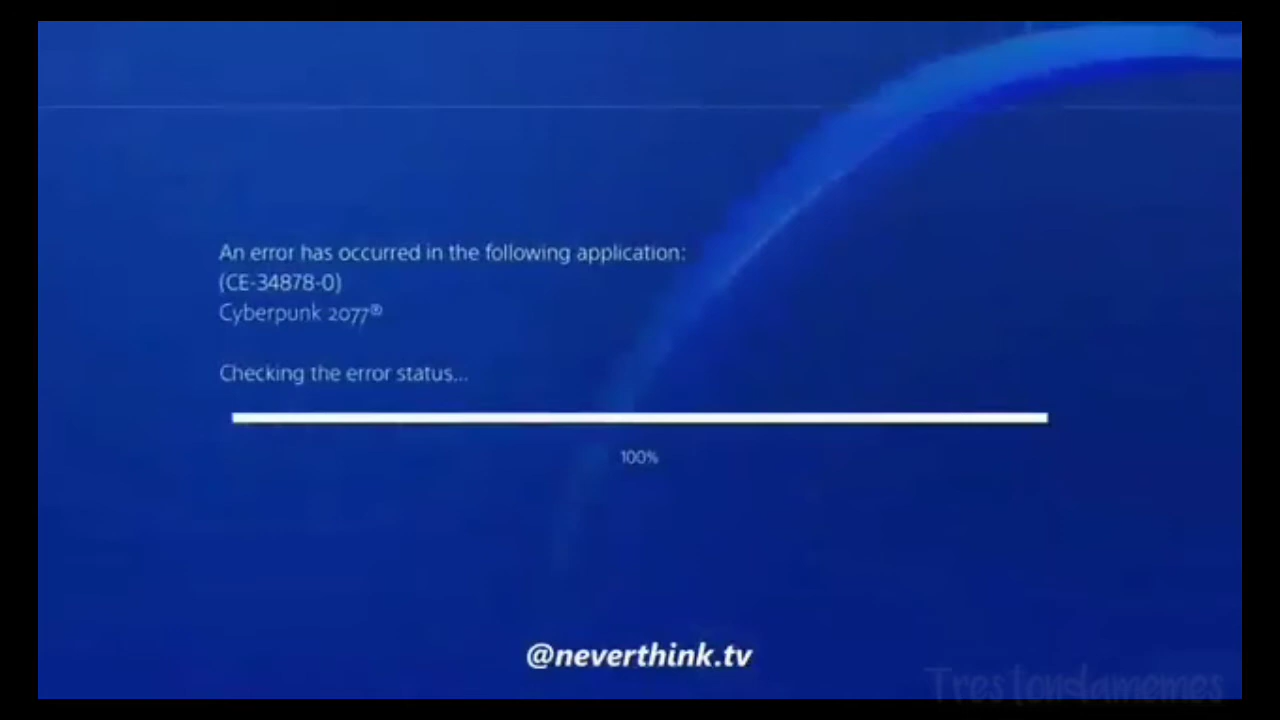 An error has occurred in the following application:
(CE-34878-0)
Cyberpunk 2077®
Checking the error status...
100%
@neverthink.tv
Trestondamemes